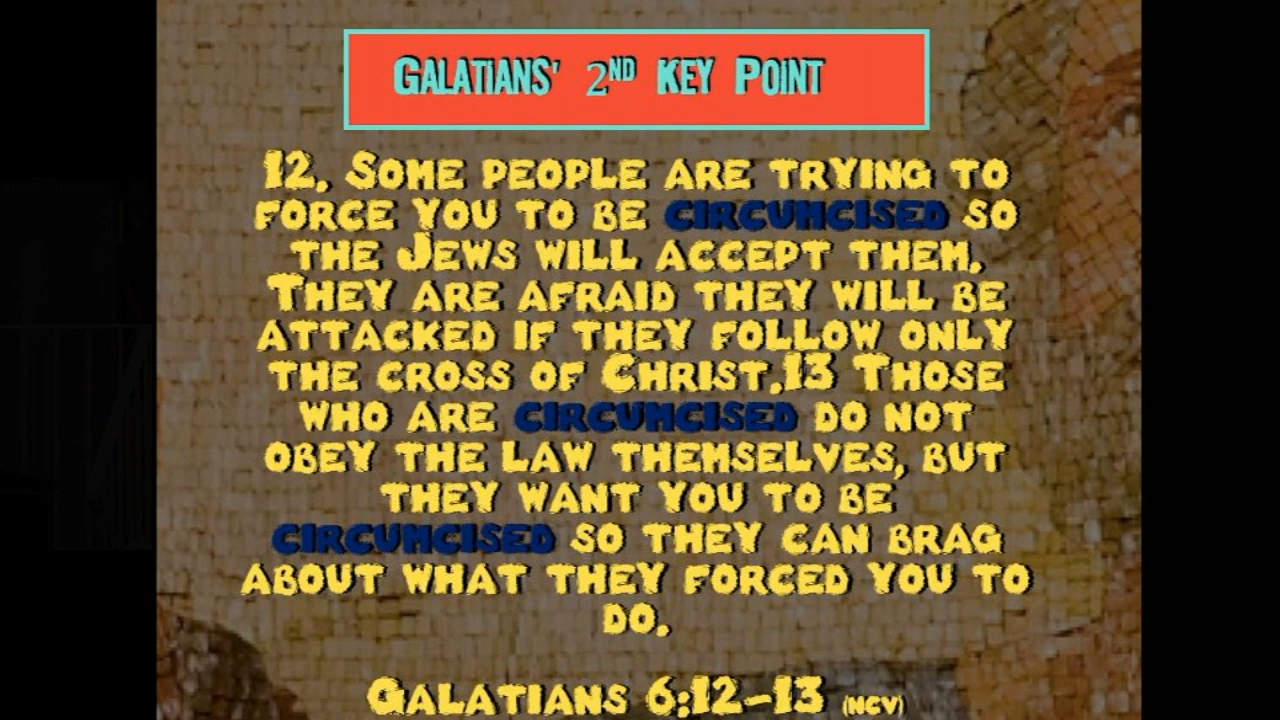 Galatians' 2nd Key Point
12. Some people are trying to
force you to be circumcised so
the Jews will accept them.
They are afraid they will be
attacked if they follow only
the cross of Christ.13 Those
who are circumcised do not
obey the law themselves, but
they want you to be
circumcised so they can brag
about what they forced you to
do.
Galatians 6:12-13 (NCV)